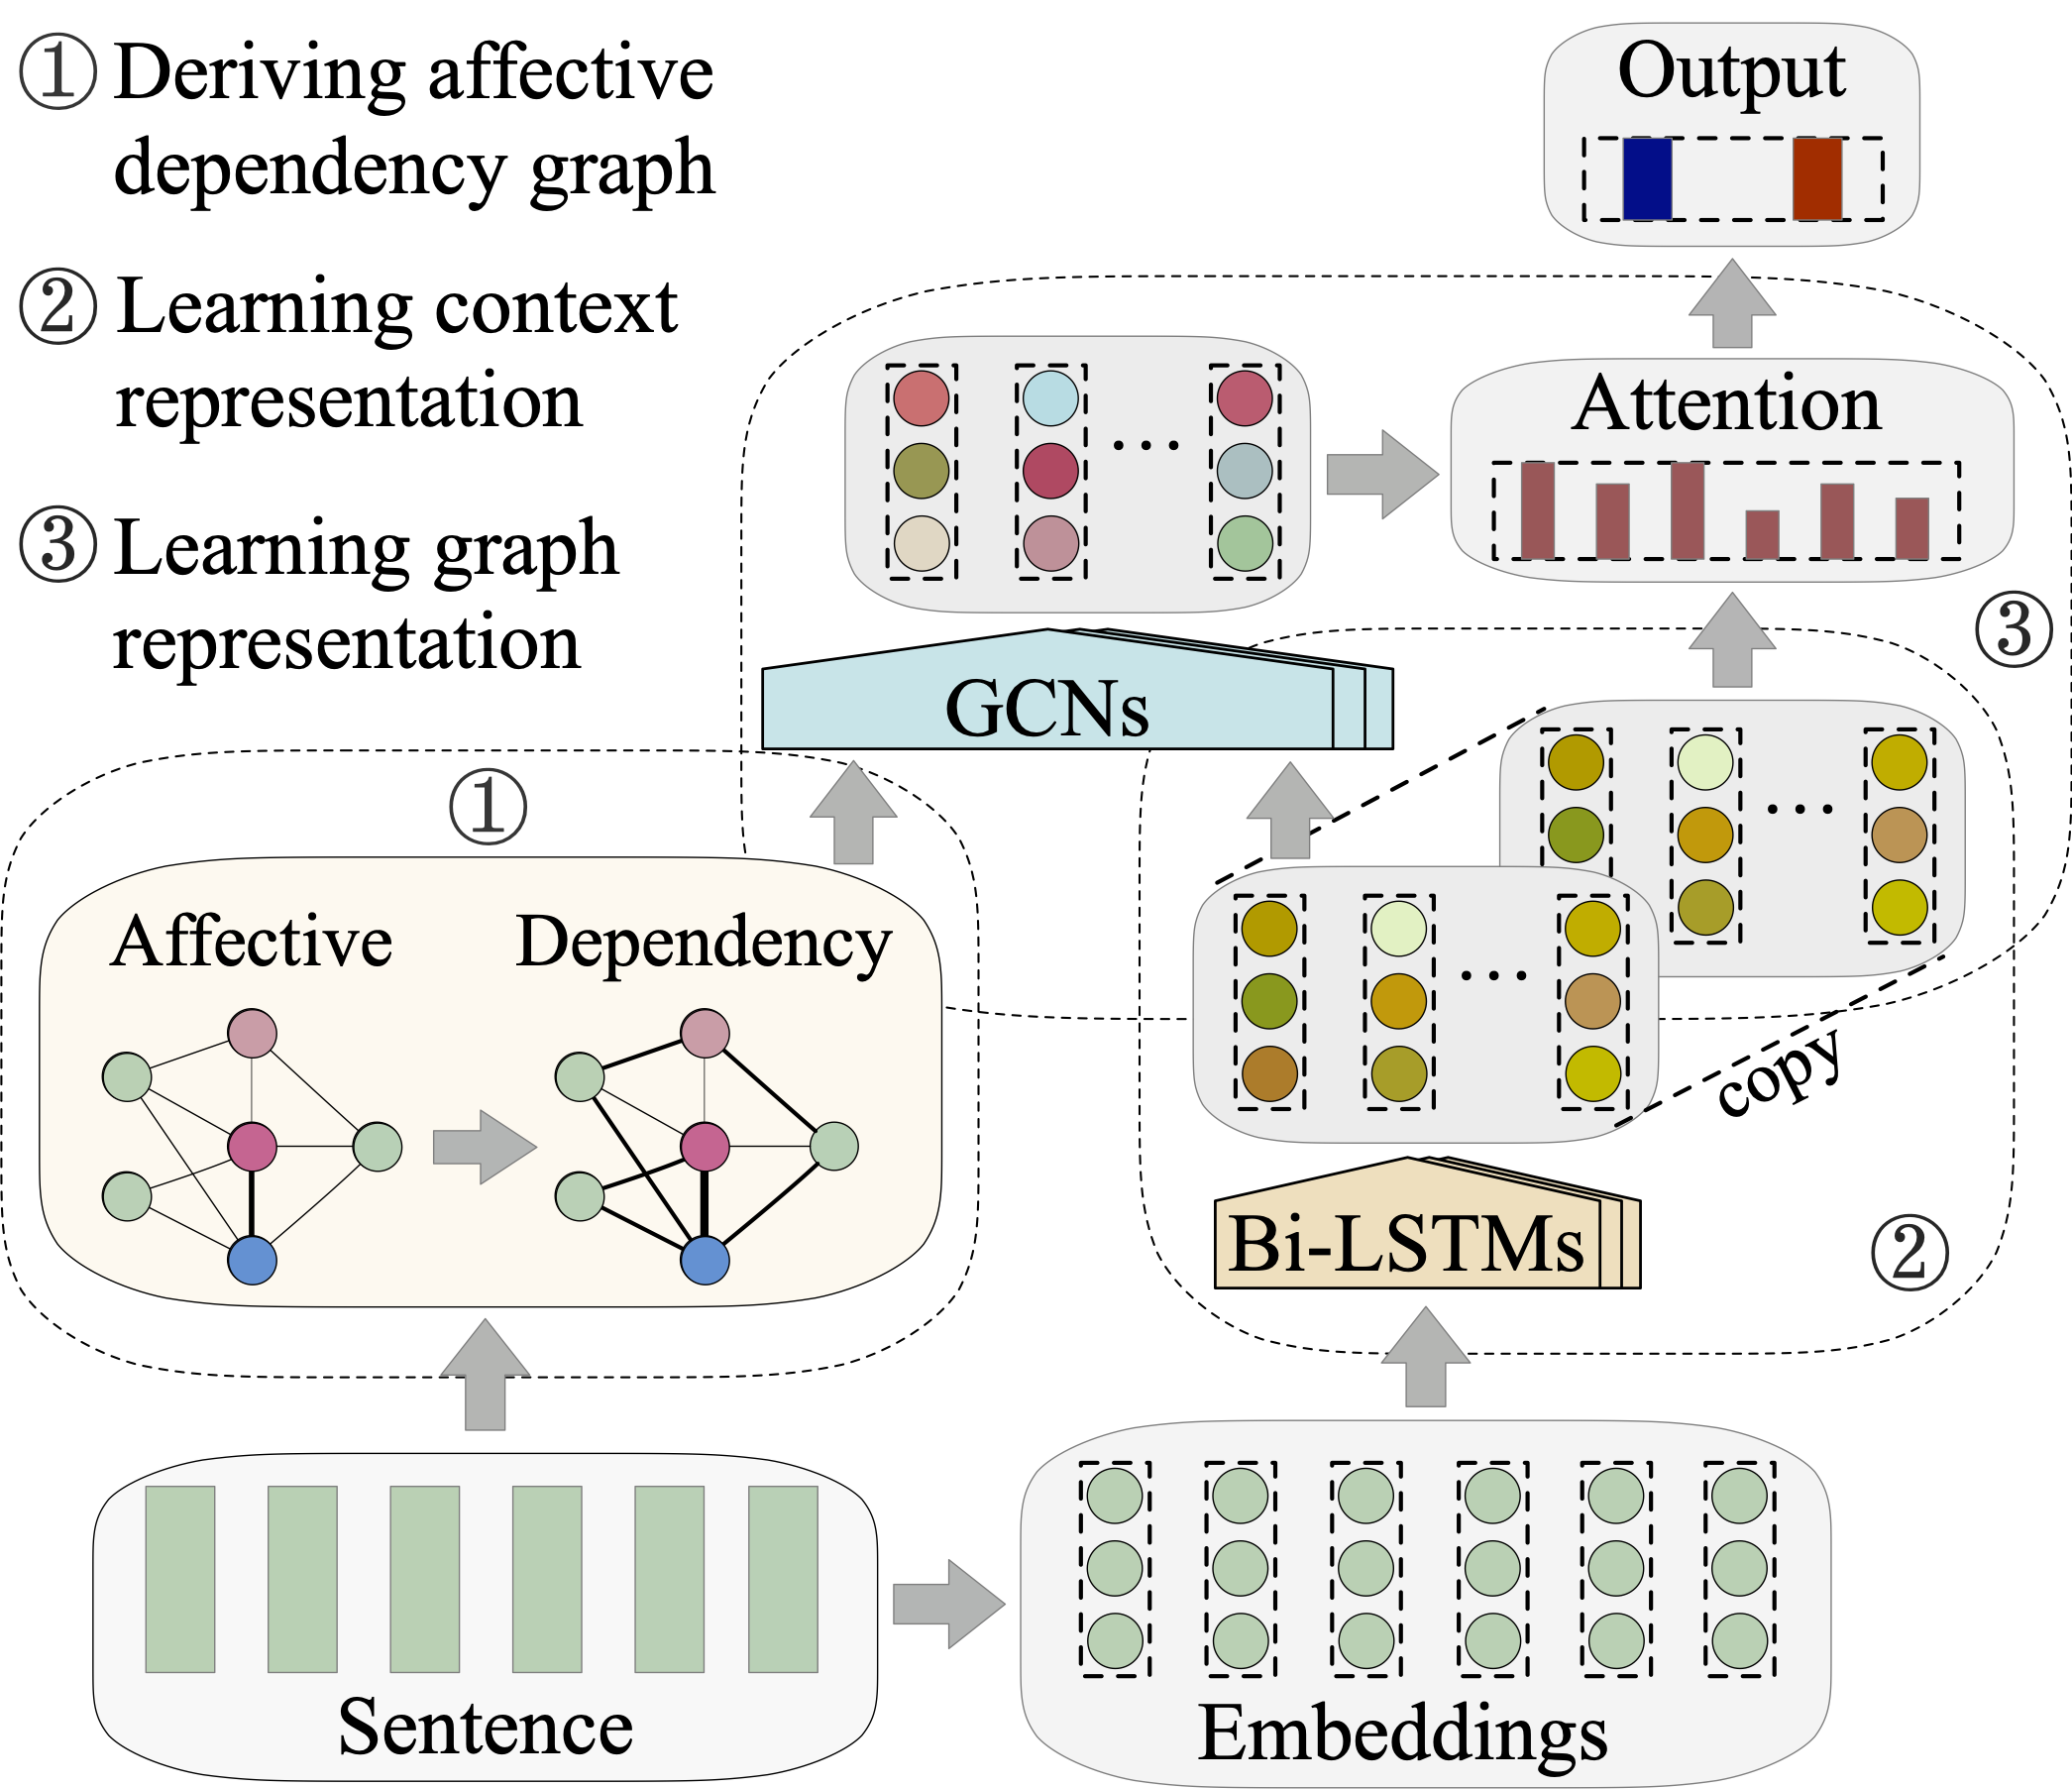 ① Deriving affective
dependency graph
② Learning context
representation
③ Learning graph
representation
Output
Attention
...
③
GCNs
①
...
Affective
Dependency
...
copy
Bi-LSTMs
②
Sentence
Embeddings